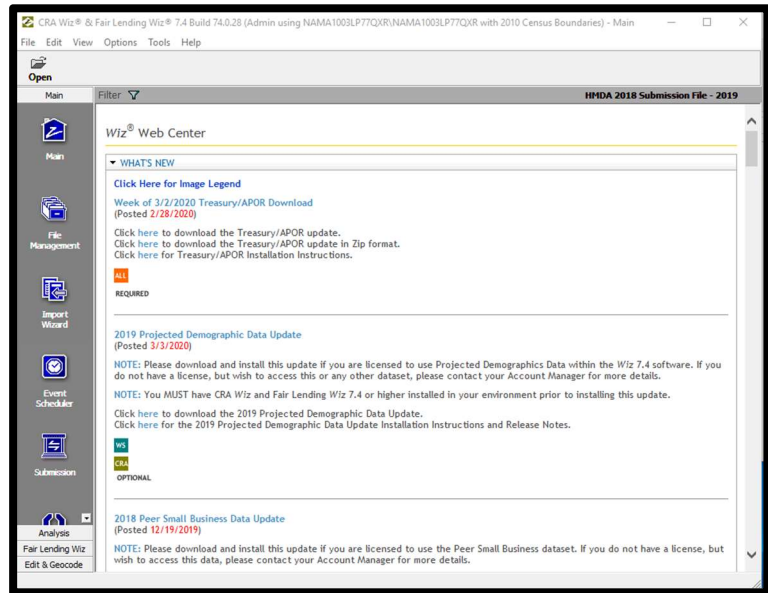 CRA Wiz® & Fair Lending Wiz® 7.4 Build 74.0.28 (Admin using NAMA1003LP77QXR\NAMA1003LP77QXR with 2010 Census Boundaries) - Main
File Edit View Options Tools Help
Open
Main
Filter
HMDA 2018 Submission File - 2019
Main
File
Management
Import
Wizard
Event
Scheduler
Submission
Analysis
Fair Lending Wiz
Edit & Geocode
Wiz® Web Center
WHAT'S NEW
Click Here for Image Legend
Week of 3/2/2020 Treasury/APOR Download
(Posted 2/28/2020)
Click here to download the Treasury/APOR update.
Click here to download the Treasury/APOR update in Zip format.
Click here for Treasury/APOR Installation Instructions.
ALL
REQUIRED
2019 Projected Demographic Data Update
(Posted 3/3/2020)
NOTE: Please download and install this update if you are licensed to use Projected Demographics Data within the Wiz 7.4 software. If you
do not have a license, but wish to access this or any other dataset, please contact your Account Manager for more details.
NOTE: You MUST have CRA Wiz and Fair Lending Wiz 7.4 or higher installed in your environment prior to installing this update.
Click here to download the 2019 Projected Demographic Data Update.
Click here for the 2019 Projected Demographic Data Update Installation Instructions and Release Notes.
WS
CRA
OPTIONAL
2018 Peer Small Business Data Update
(Posted 12/19/2019)
NOTE: Please download and install this update if you are licensed to use the Peer Small Business dataset. If you do not have a license, but
wish to access this data, please contact your Account Manager for more details.